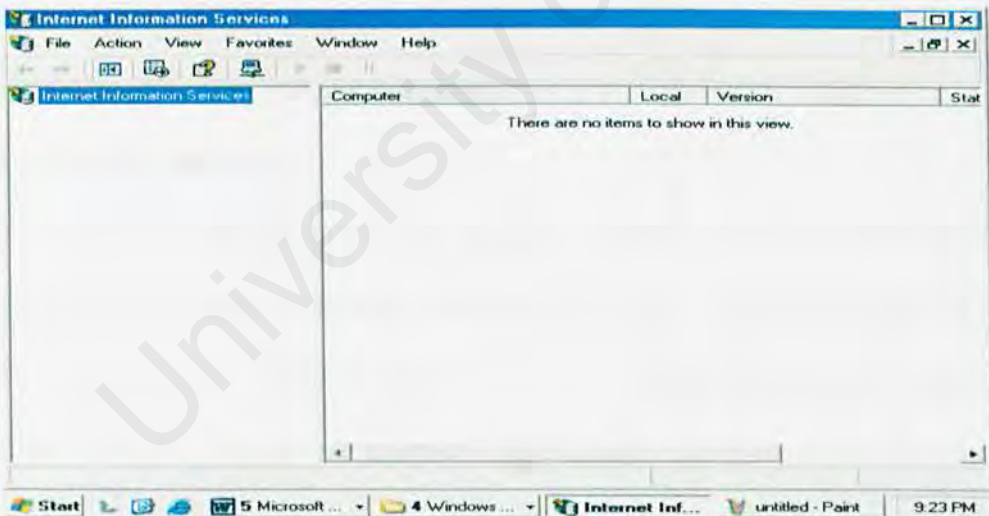 Internet Information Services
File Action View Favorites Window Help
Internet Information Services
Computer Local Version Stat
There are no items to show in this view.
University
Start 5 Microsoft ... 4 Windows ... Internet Inf... untitled - Paint 9:23 PM